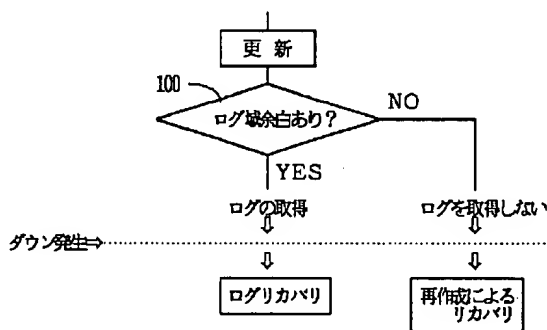 更 新
100
ログ域余白あり?
NO
YES
ログの取得
ログを取得しない
ダウン発生⇒
ログリカバリ
再作成による
リカバリ